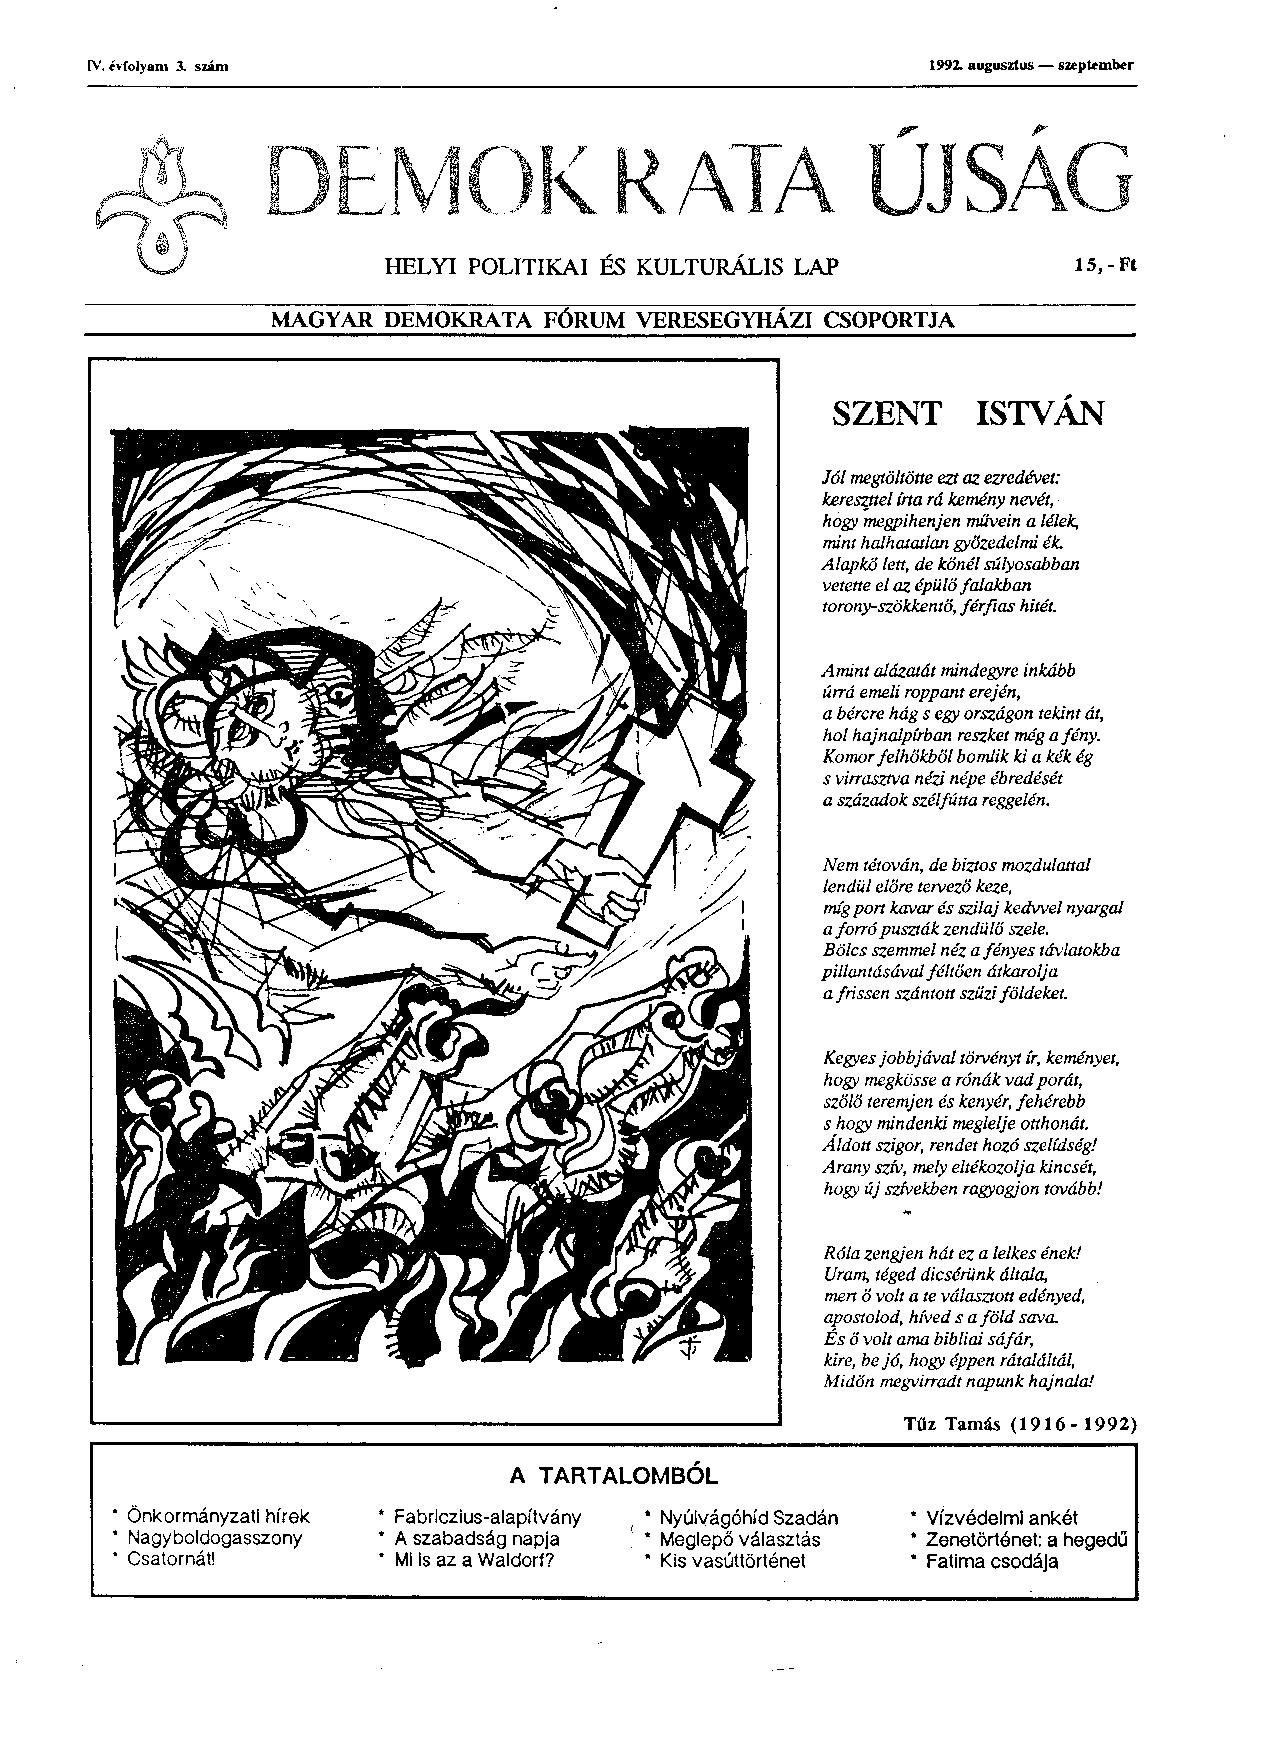 IV. évfolyam 3. szám
1992. augusztus — szeptember
DEMOKRATA ÚJSÁG
HELYI POLITIKAI ÉS KULTURÁLIS LAP
15,-Ft
MAGYAR DEMOKRATA FÓRUM VERESEGYHÁZI CSOPORTJA
SZENT ISTVÁN
Jól megtöltötte ezt az ezredévet:
kereszttel írta rá kemény nevét,
hogy megpihenjen művein a lélek,
mint halhatatlan győzedelmi ék.
Alapkő lett, de kőnél súlyosabban
vetette el az épülő falakban
torony-szökkentő, férfias hitét.
Amint alázatát mindegyre inkább
úrrá emeli roppant erején,
a bércre hág s egy országon tekint át,
hol hajnalpírban reszket még a fény.
Komor felhőkből bomlik ki a kék ég
s virrasztva nézi népe ébredését
a századok szélfútta reggelén.
Nem tétován, de biztos mozdulattal
lendül előre tervező keze,
míg port kavar és szilaj kedvvel nyargal
a forró puszták zendülő szele.
Bölcs szemmel néz a fényes távlatokba
pillantásával féltően átkarolja
a frissen szántott szűzi földeket.
Kegyes jobbjával törvényt ír, keményet,
hogy megkösse a rónák vad porát,
szőlő teremjen és kenyér, fehérebb
s hogy mindenki meglelje otthonát.
Áldott szigor, rendet hozó szelídség!
Arany szív, mely eltékozolja kincsét,
hogy új szívekben ragyogjon tovább!
Róla zengjen hát ez a lelkes ének!
Uram, téged dicsérünk általa,
mert ő volt a te választott edényed,
apostolod, híved s a föld sava.
És ő volt ama bibliai sáfár,
kire, be jó, hogy éppen rátaláltál,
Midőn megvirradt napunk hajnala!
Tűz Tamás (1916-1992)
A TARTALOMBÓL
* Önkormányzati hírek
* Nagyboldogasszony
* Csatornát!
* Fabriczius-alapítvány
* A szabadság napja
* Mi is az a Waldorf?
* Nyúlvágóhíd Szadán
* Meglepő választás
* Kis vasúttörténet
* Vízvédelmi ankét
* Zenetörténet: a hegedű
* Fatima csodája